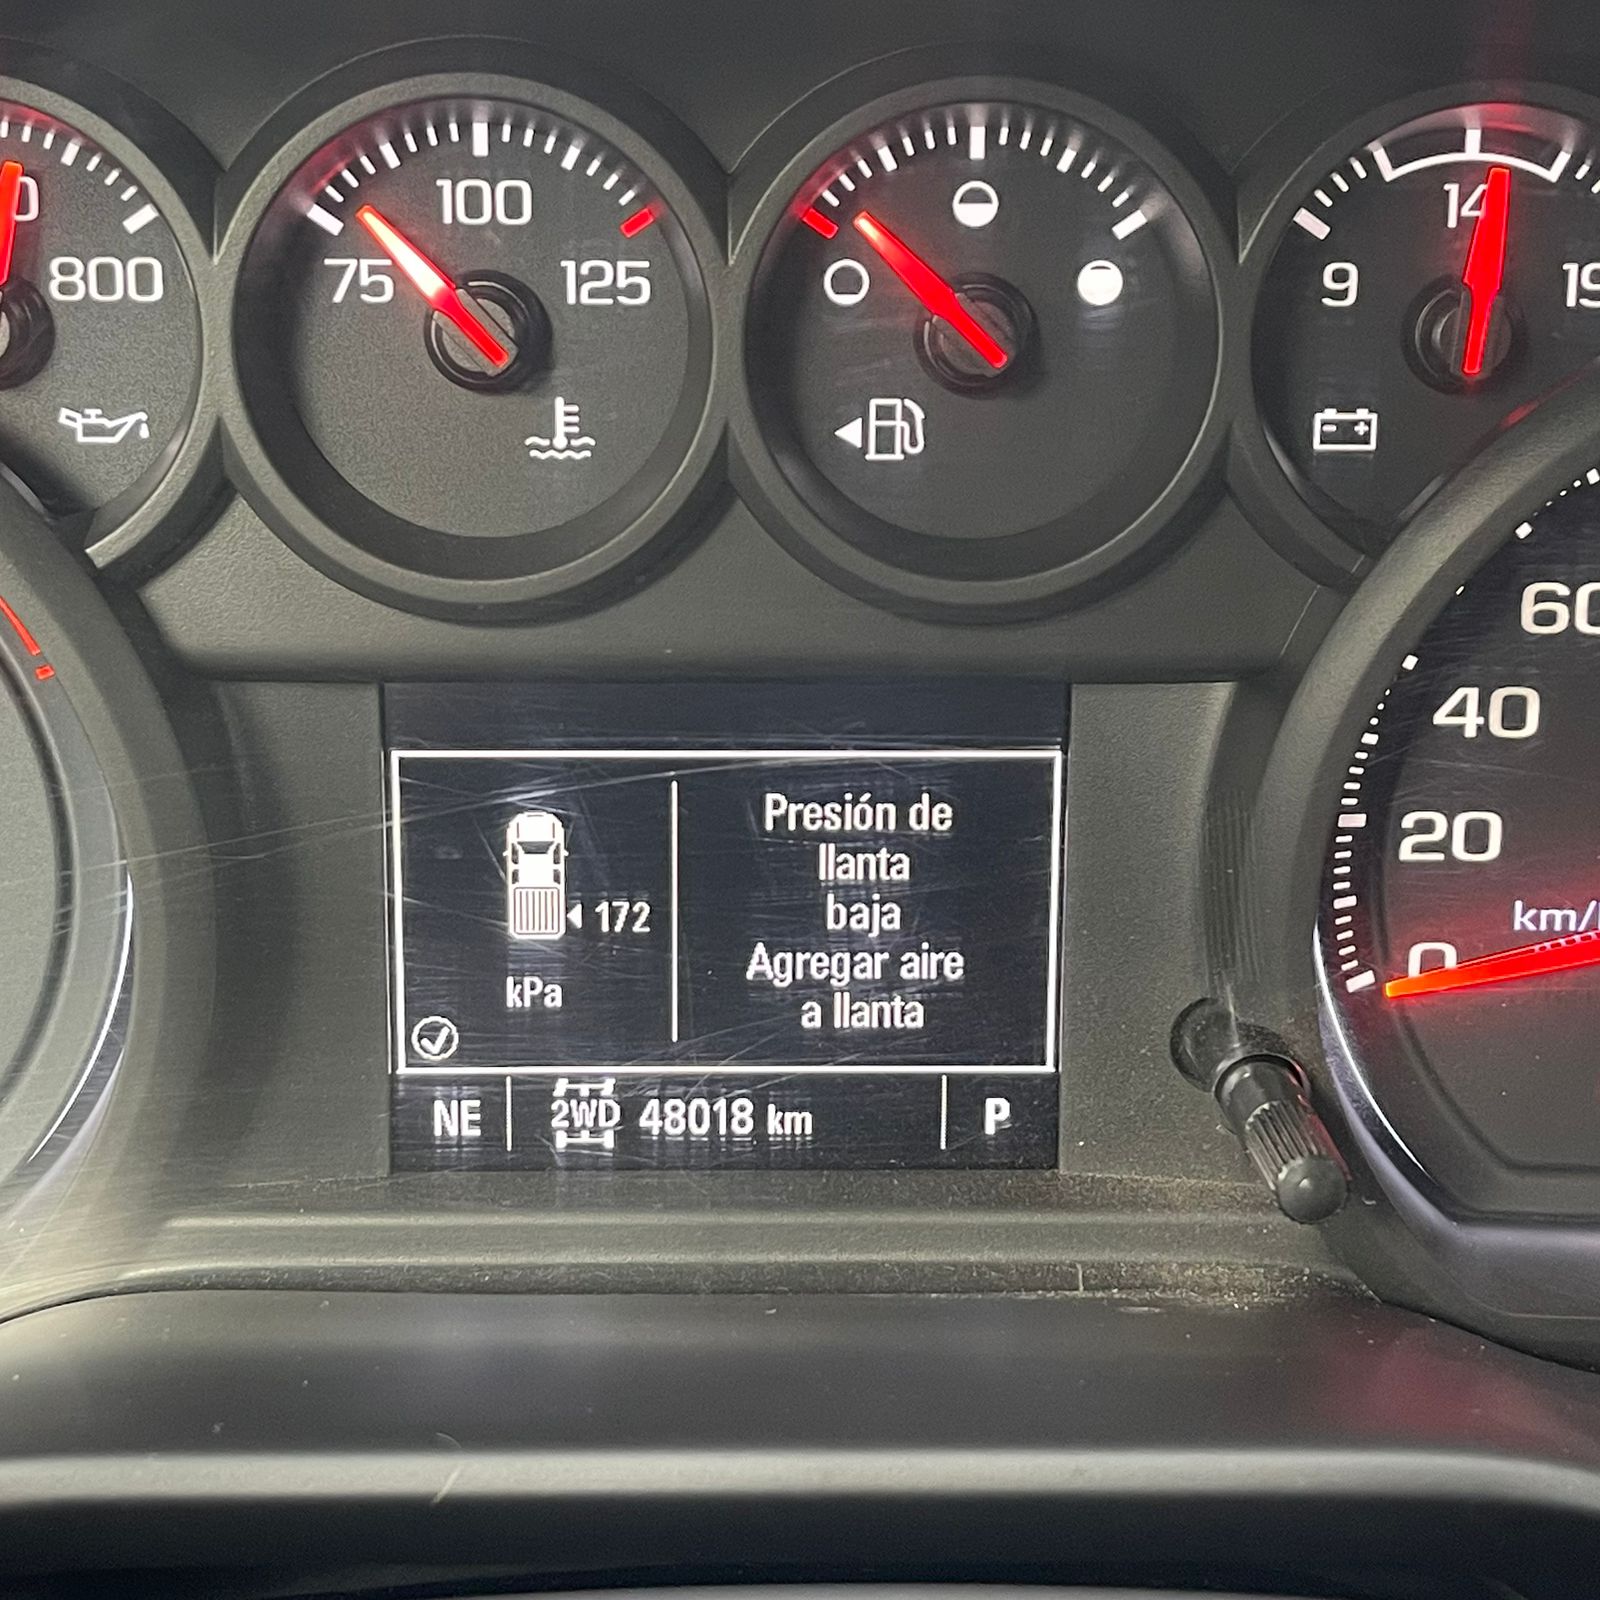 800
75 100 125
9 14 19
60
40
20
0
km/
172
kPa
Presión de
llanta
baja
Agregar aire
a llanta
NE 2WD 48018 km P